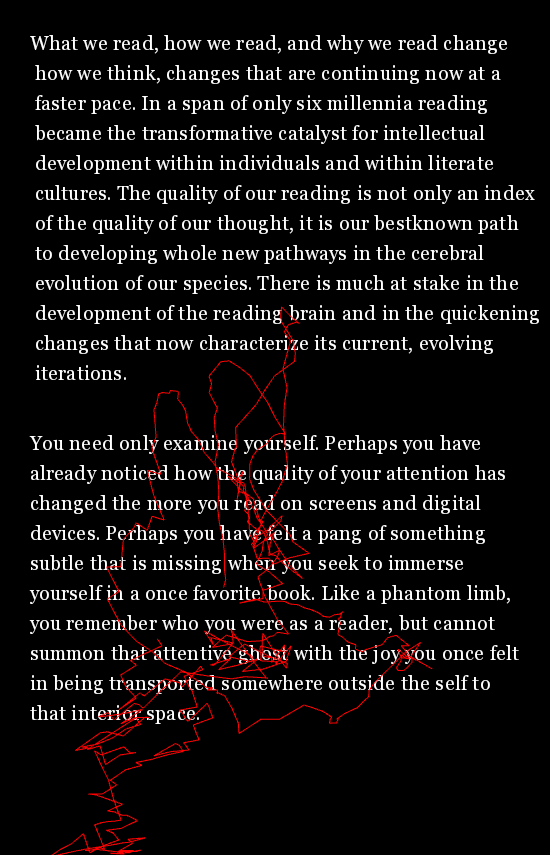 What we read, how we read, and why we read change
how we think, changes that are continuing now at a
faster pace. In a span of only six millennia reading
became the transformative catalyst for intellectual
development within individuals and within literate
cultures. The quality of our reading is not only an index
of the quality of our thought, it is our bestknown path
to developing whole new pathways in the cerebral
evolution of our species. There is much at stake in the
development of the reading brain and in the quickening
changes that now characterize its current, evolving
iterations.
You need only examine yourself. Perhaps you have
already noticed how the quality of your attention has
changed the more you read on screens and digital
devices. Perhaps you have felt a pang of something
subtle that is missing when you seek to immerse
yourself in a once favorite book. Like a phantom limb,
you remember who you were as a reader, but cannot
summon that attentive ghost with the joy you once felt
in being transported somewhere outside the self to
that interior space.